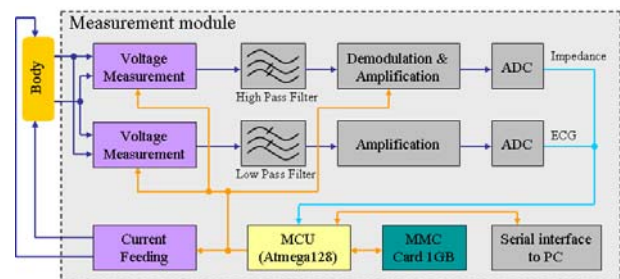 Measurement module
Body
Voltage
Measurement
High Pass Filter
Demodulation &
Amplification
ADC
Impedance
Voltage
Measurement
Low Pass Filter
Amplification
ADC
ECG
Current
Feeding
MCU
(Atmega128)
MMC
Card 1GB
Serial interface
to PC